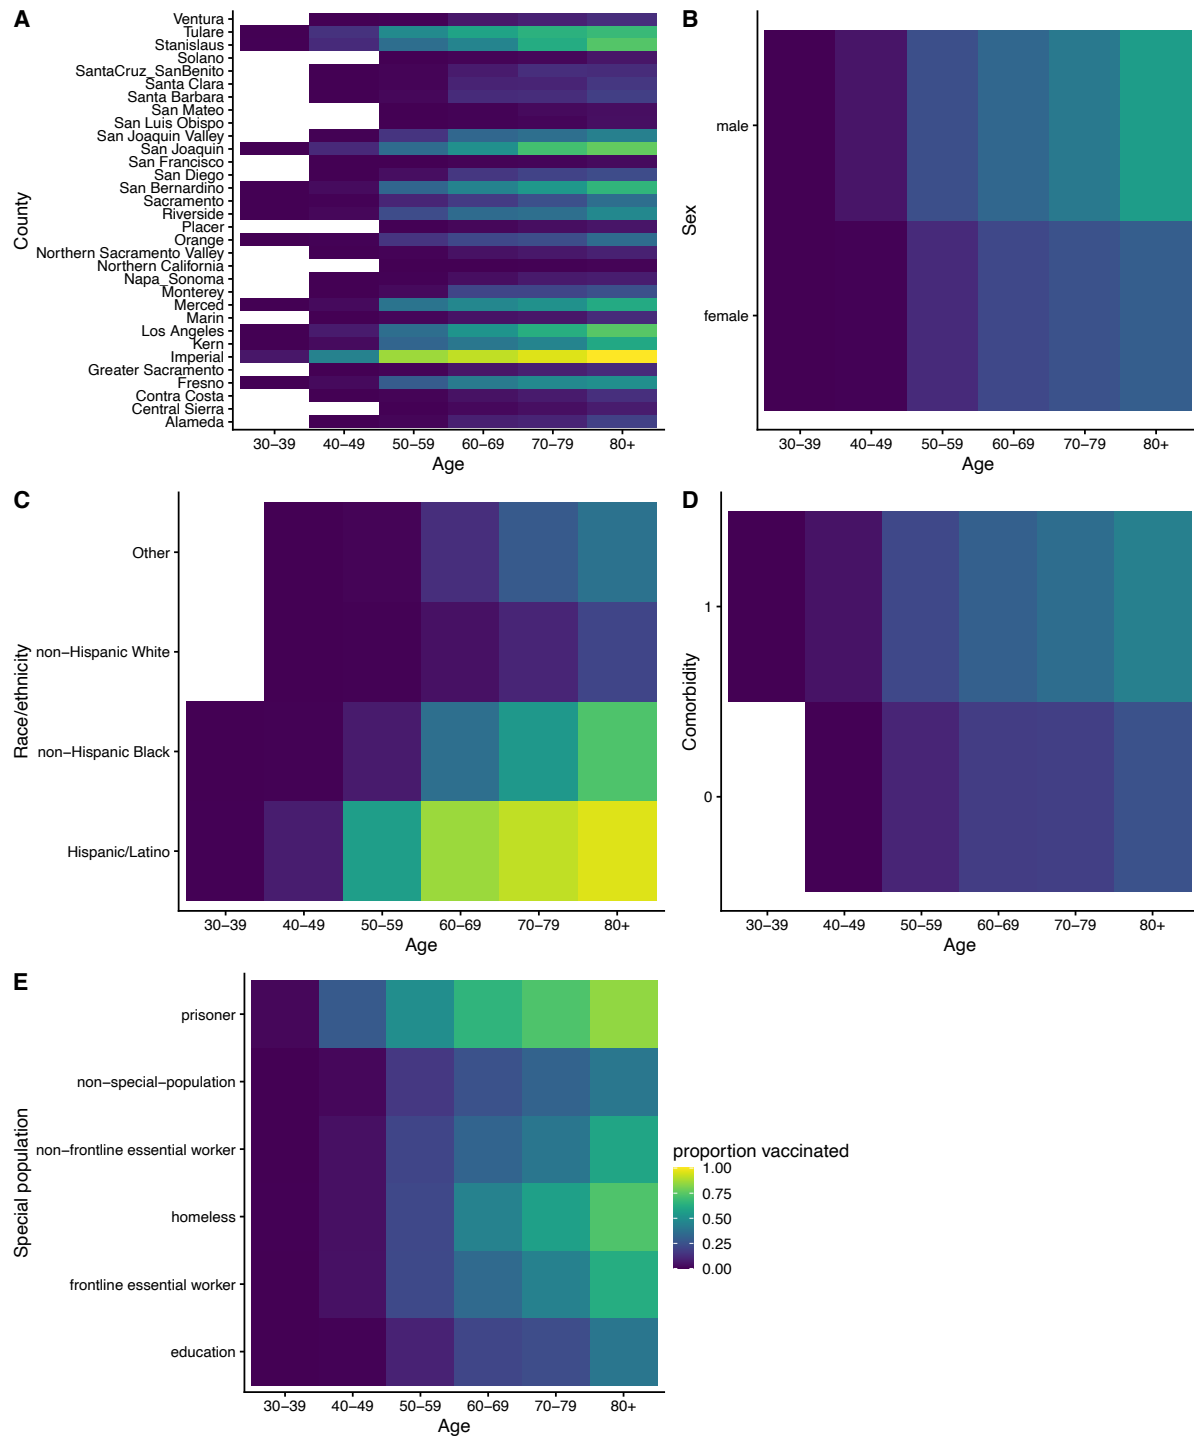 A
County
Ventura
Tulare
Stanislaus
Solano
SantaCruz_SanBenito
Santa Clara
Santa Barbara
San Mateo
San Luis Obispo
San Joaquin Valley
San Joaquin
San Francisco
San Diego
San Bernardino
Sacramento
Riverside
Placer
Orange
Northern Sacramento Valley
Northern California
Napa_Sonoma
Monterey
Merced
Marin
Los Angeles
Kern
Imperial
Greater Sacramento
Fresno
Contra Costa
Central Sierra
Alameda
30−39 40−49 50−59 60−69 70−79 80+
Age
B
Sex
male
female
30−39 40−49 50−59 60−69 70−79 80+
Age
C
Race/ethnicity
Other
non−Hispanic White
non−Hispanic Black
Hispanic/Latino
30−39 40−49 50−59 60−69 70−79 80+
Age
D
Comorbidity
1
0
30−39 40−49 50−59 60−69 70−79 80+
Age
E
Special population
prisoner
non−special−population
non−frontline essential worker
homeless
frontline essential worker
education
30−39 40−49 50−59 60−69 70−79 80+
Age
proportion vaccinated
1.00
0.75
0.50
0.25
0.00